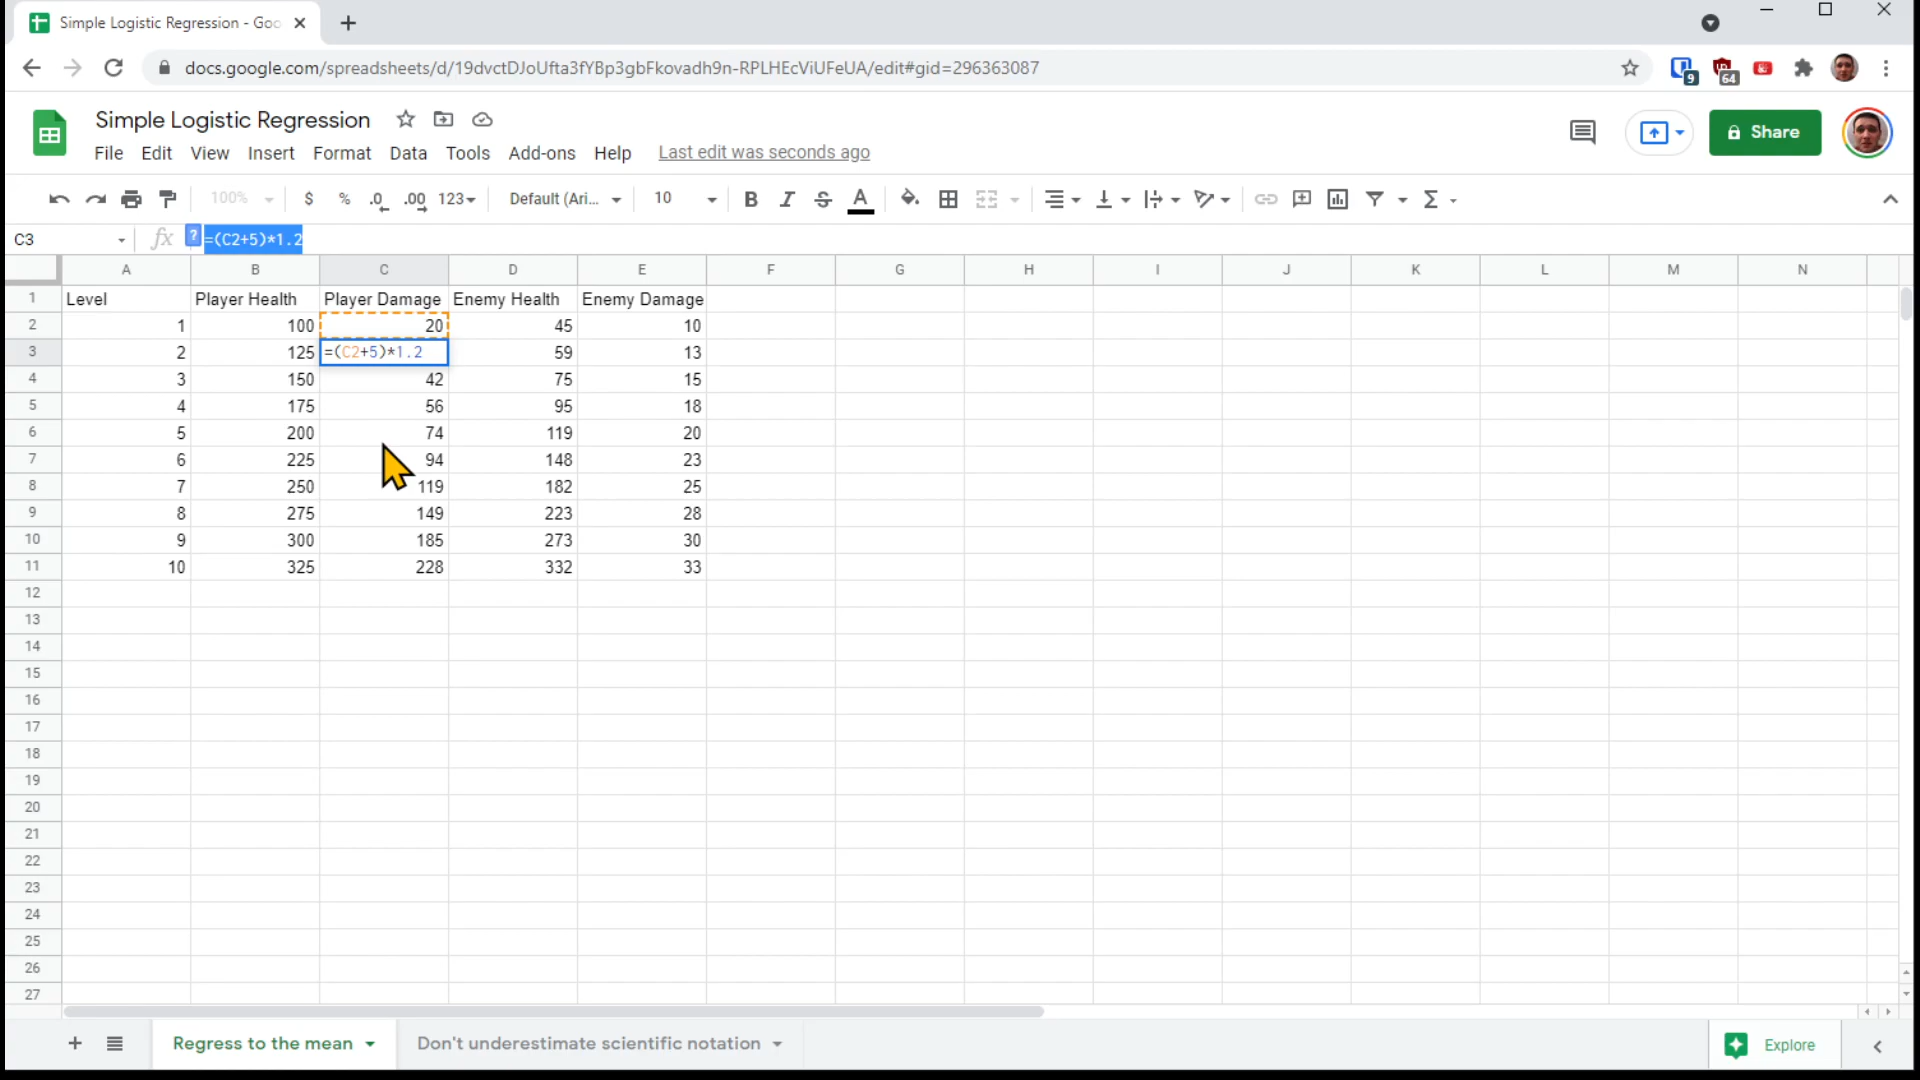 Simple Logistic Regression - Goo
docs.google.com/spreadsheets/d/19dvctDJoUfta3fYBp3gbFkovadh9n-RPLHEcViUFeUA/edit#gid=296363087
9
64
Simple Logistic Regression
Share
File Edit View Insert Format Data Tools Add-ons Help Last edit was seconds ago
100% $ % .0 .00 123 Default (Ari... 10 B I S A Σ
C3 fx ? =(C2+5)*1.2
A B C D E F G H I J K L M N
1 Level Player Health Player Damage Enemy Health Enemy Damage
2 1 100 20 45 10
3 2 125 =(C2+5)*1.2 59 13
4 3 150 42 75 15
5 4 175 56 95 18
6 5 200 74 119 20
7 6 225 94 148 23
8 7 250 119 182 25
9 8 275 149 223 28
10 9 300 185 273 30
11 10 325 228 332 33
12
13
14
15
16
17
18
19
20
21
22
23
24
25
26
27
Regress to the mean Don't underestimate scientific notation Explore